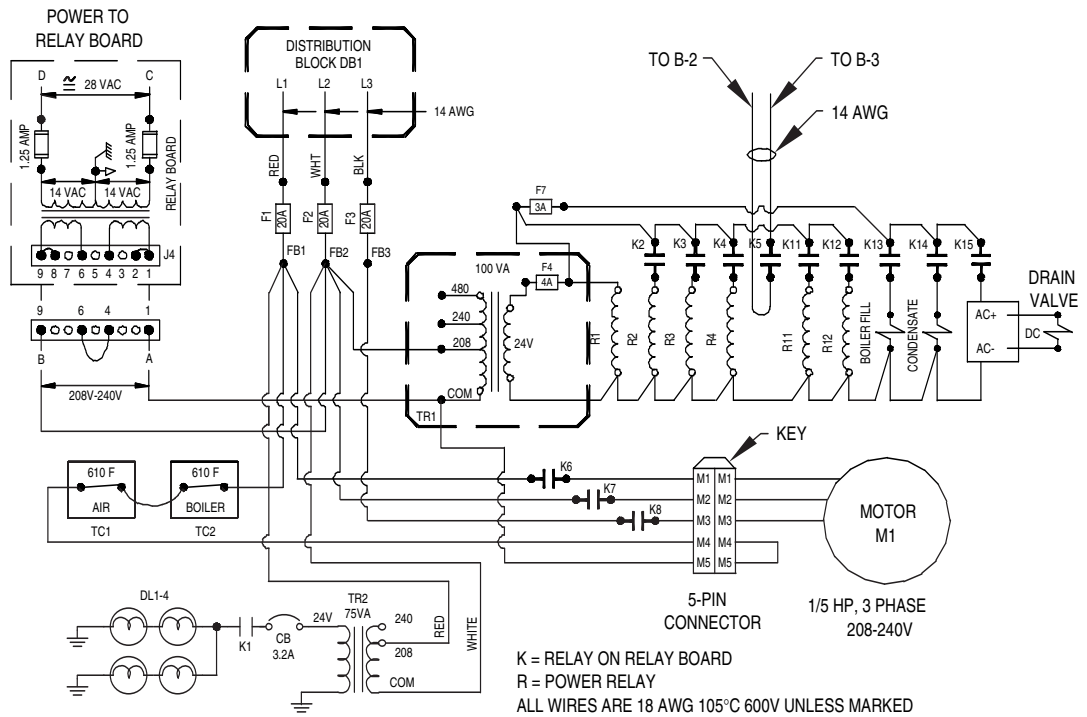 POWER TO
RELAY BOARD
D
C
≅ 28 VAC
1.25 AMP
1.25 AMP
RELAY BOARD
14 VAC
14 VAC
J4
9 8 7 6 5 4 3 2 1
9 6 4 1
B
A
208V-240V
DISTRIBUTION
BLOCK DB1
L1 L2 L3
14 AWG
RED
WHT
BLK
F1
20A
F2
20A
F3
20A
FB1
FB2
FB3
TO B-2
TO B-3
14 AWG
F7
3A
K2 K3 K4 K5 K11 K12 K13 K14 K15
100 VA
F4
4A
480
240
208
COM
24V
TR1
R1
R2
R3
R4
R11
R12
BOILER FILL
CONDENSATE
AC+
AC-
DC
DRAIN
VALVE
KEY
610 F
AIR
TC1
610 F
BOILER
TC2
K6
K7
K8
M1 M1
M2 M2
M3 M3
M4 M4
M5 M5
5-PIN
CONNECTOR
MOTOR
M1
1/5 HP, 3 PHASE
208-240V
DL1-4
K1
CB
3.2A
24V
TR2
75VA
240
208
COM
RED
WHITE
K = RELAY ON RELAY BOARD
R = POWER RELAY
ALL WIRES ARE 18 AWG 105°C 600V UNLESS MARKED